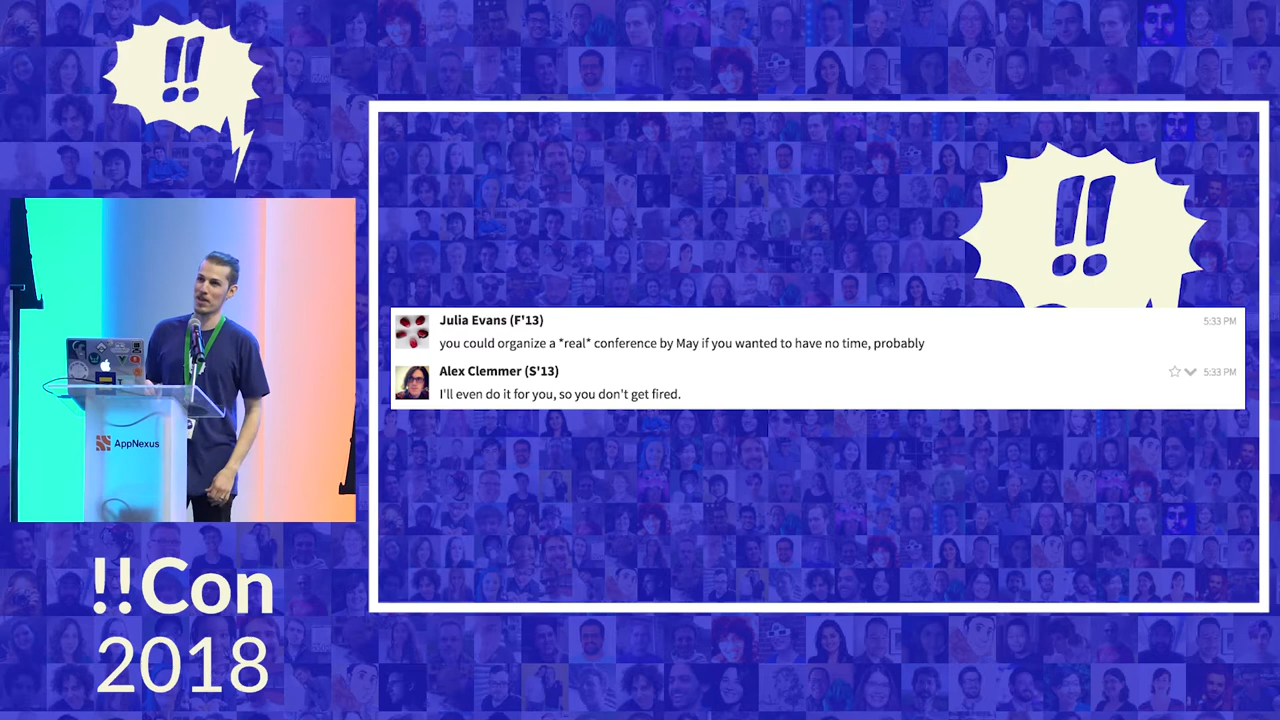 !!
!!
Julia Evans (F'13)
5:33 PM
you could organize a *real* conference by May if you wanted to have no time, probably
Alex Clemmer (S'13)
5:33 PM
I'll even do it for you, so you don't get fired.
AppNexus
!!Con
2018